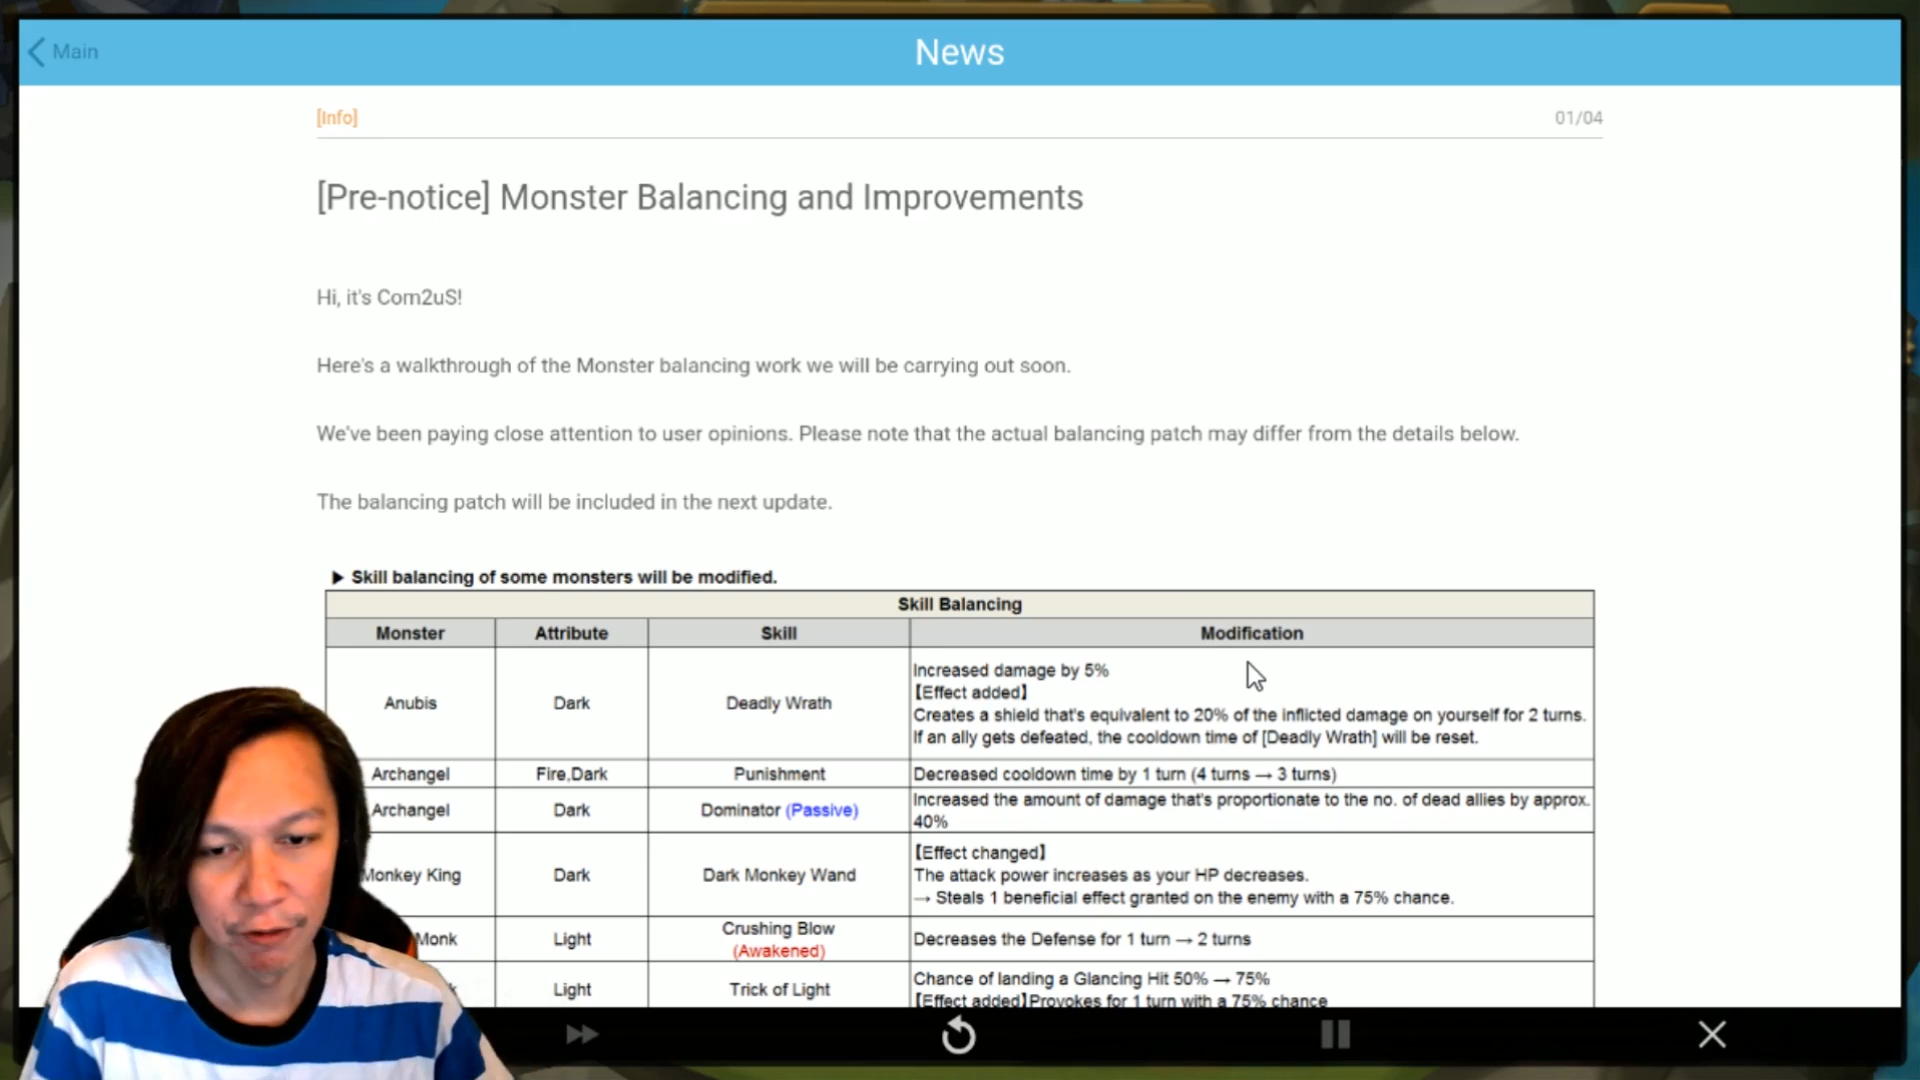 Main
News
[Info]
01/04
[Pre-notice] Monster Balancing and Improvements
Hi, it's Com2uS!
Here's a walkthrough of the Monster balancing work we will be carrying out soon.
We've been paying close attention to user opinions. Please note that the actual balancing patch may differ from the details below.
The balancing patch will be included in the next update.
▶ Skill balancing of some monsters will be modified.
Skill Balancing
Monster Attribute Skill Modification
Anubis Dark Deadly Wrath
Increased damage by 5%
【Effect added】
Creates a shield that's equivalent to 20% of the inflicted damage on yourself for 2 turns.
If an ally gets defeated, the cooldown time of [Deadly Wrath] will be reset.
Archangel Fire,Dark Punishment Decreased cooldown time by 1 turn (4 turns → 3 turns)
Archangel Dark Dominator (Passive)
Increased the amount of damage that's proportionate to the no. of dead allies by approx.
40%
Monkey King Dark Dark Monkey Wand
【Effect changed】
The attack power increases as your HP decreases.
→ Steals 1 beneficial effect granted on the enemy with a 75% chance.
Monk Light Crushing Blow
(Awakened)
Decreases the Defense for 1 turn → 2 turns
Light Trick of Light
Chance of landing a Glancing Hit 50% → 75%
【Effect added】Provokes for 1 turn with a 75% chance